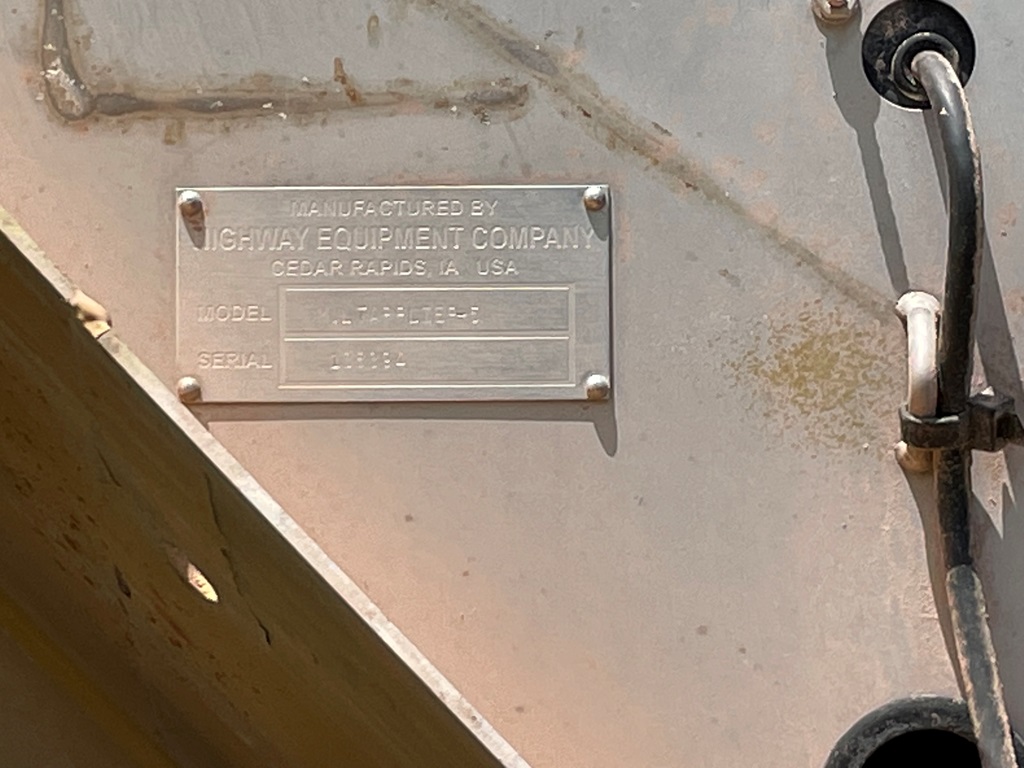 MANUFACTURED BY
HIGHWAY EQUIPMENT COMPANY
CEDAR RAPIDS, IA USA
MODEL
SERIAL